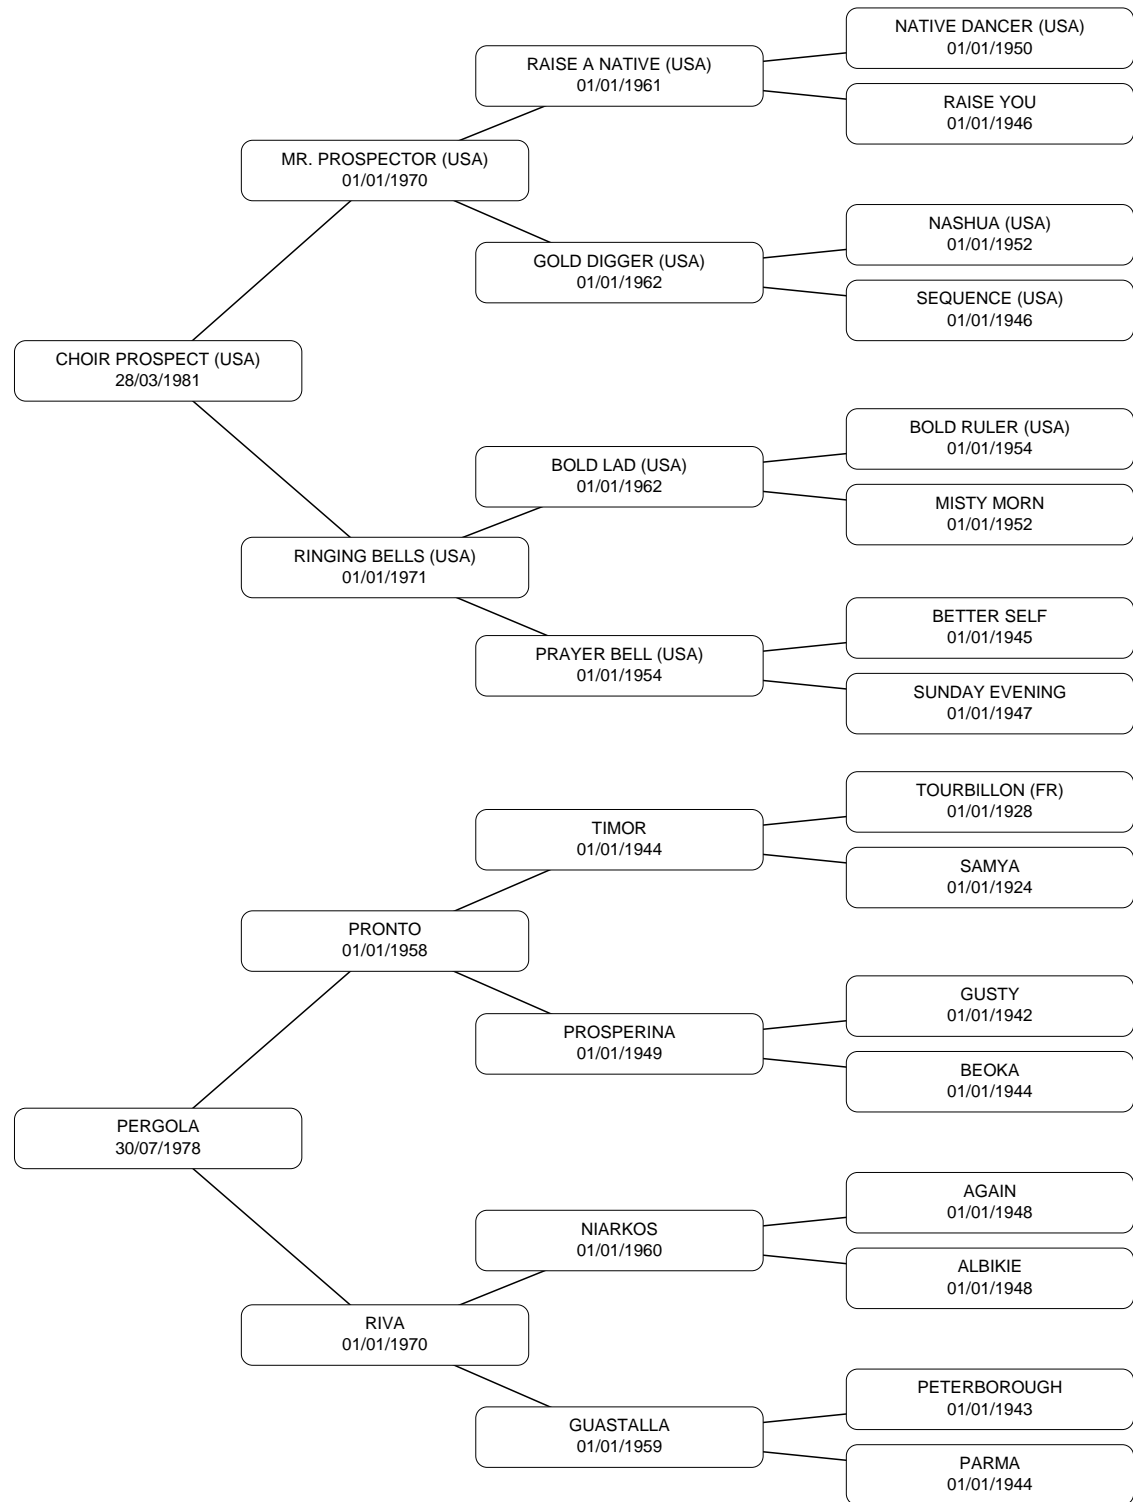 NATIVE DANCER (USA)
01/01/1950
RAISE A NATIVE (USA)
01/01/1961
RAISE YOU
01/01/1946
MR. PROSPECTOR (USA)
01/01/1970
NASHUA (USA)
01/01/1952
GOLD DIGGER (USA)
01/01/1962
SEQUENCE (USA)
01/01/1946
CHOIR PROSPECT (USA)
28/03/1981
BOLD RULER (USA)
01/01/1954
BOLD LAD (USA)
01/01/1962
MISTY MORN
01/01/1952
RINGING BELLS (USA)
01/01/1971
BETTER SELF
01/01/1945
PRAYER BELL (USA)
01/01/1954
SUNDAY EVENING
01/01/1947
TOURBILLON (FR)
01/01/1928
TIMOR
01/01/1944
SAMYA
01/01/1924
PRONTO
01/01/1958
GUSTY
01/01/1942
PROSPERINA
01/01/1949
BEOKA
01/01/1944
PERGOLA
30/07/1978
AGAIN
01/01/1948
NIARKOS
01/01/1960
ALBIKIE
01/01/1948
RIVA
01/01/1970
PETERBOROUGH
01/01/1943
GUASTALLA
01/01/1959
PARMA
01/01/1944